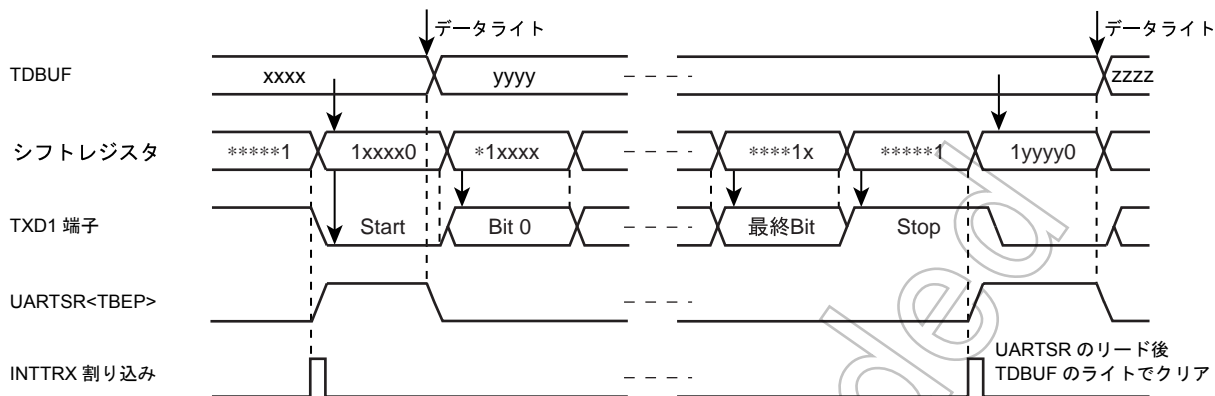 データライト データライト
TDBUF xxxx yyyy zzzz
シフトレジスタ *****1 1xxxx0 *1xxxx ****1x *****1 1yyyy0
TXD1 端子 Start Bit 0 最終Bit Stop
UARTSR<TBEP>
INTTRX 割り込み
UARTSR のリード後
TDBUF のライトでクリア
ded